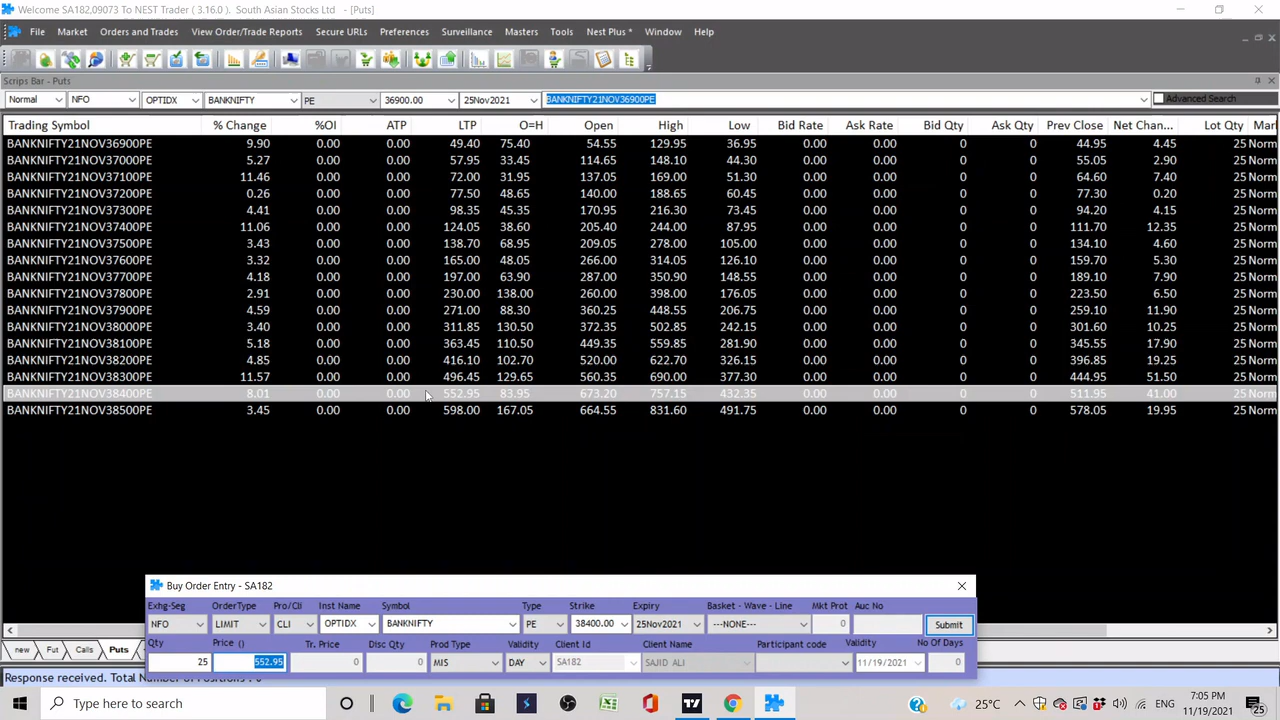 Welcome SA182,09073 To NEST Trader ( 3.16.0 ).  South Asian Stocks Ltd  - [Puts]
File Market Orders and Trades View Order/Trade Reports Secure URLs Preferences Surveillance Masters Tools Nest Plus * Window Help
Scrips Bar - Puts
Normal NFO OPTIDX BANKNIFTY PE 36900.00 25Nov2021 BANKNIFTY21NOV36900PE Advanced Search
Trading Symbol % Change %OI ATP LTP O=H Open High Low Bid Rate Ask Rate Bid Qty Ask Qty Prev Close Net Chan... Lot Qty Mar
BANKNIFTY21NOV36900PE 9.90 0.00 0.00 49.40 75.40 54.55 129.95 36.95 0.00 0.00 0 0 44.95 4.45 25 Norm
BANKNIFTY21NOV37000PE 5.27 0.00 0.00 57.95 33.45 114.65 148.10 44.30 0.00 0.00 0 0 55.05 2.90 25 Norm
BANKNIFTY21NOV37100PE 11.46 0.00 0.00 72.00 31.95 137.05 169.00 51.30 0.00 0.00 0 0 64.60 7.40 25 Norm
BANKNIFTY21NOV37200PE 0.26 0.00 0.00 77.50 48.65 140.00 188.65 60.45 0.00 0.00 0 0 77.30 0.20 25 Norm
BANKNIFTY21NOV37300PE 4.41 0.00 0.00 98.35 45.35 170.95 216.30 73.45 0.00 0.00 0 0 94.20 4.15 25 Norm
BANKNIFTY21NOV37400PE 11.06 0.00 0.00 124.05 38.60 205.40 244.00 87.95 0.00 0.00 0 0 111.70 12.35 25 Norm
BANKNIFTY21NOV37500PE 3.43 0.00 0.00 138.70 68.95 209.05 278.00 105.00 0.00 0.00 0 0 134.10 4.60 25 Norm
BANKNIFTY21NOV37600PE 3.32 0.00 0.00 165.00 48.05 266.00 314.05 126.10 0.00 0.00 0 0 159.70 5.30 25 Norm
BANKNIFTY21NOV37700PE 4.18 0.00 0.00 197.00 63.90 287.00 350.90 148.55 0.00 0.00 0 0 189.10 7.90 25 Norm
BANKNIFTY21NOV37800PE 2.91 0.00 0.00 230.00 138.00 260.00 398.00 176.05 0.00 0.00 0 0 223.50 6.50 25 Norm
BANKNIFTY21NOV37900PE 4.59 0.00 0.00 271.00 88.30 360.25 448.55 206.75 0.00 0.00 0 0 259.10 11.90 25 Norm
BANKNIFTY21NOV38000PE 3.40 0.00 0.00 311.85 130.50 372.35 502.85 242.15 0.00 0.00 0 0 301.60 10.25 25 Norm
BANKNIFTY21NOV38100PE 5.18 0.00 0.00 363.45 110.50 449.35 559.85 281.90 0.00 0.00 0 0 345.55 17.90 25 Norm
BANKNIFTY21NOV38200PE 4.85 0.00 0.00 416.10 102.70 520.00 622.70 326.15 0.00 0.00 0 0 396.85 19.25 25 Norm
BANKNIFTY21NOV38300PE 11.57 0.00 0.00 496.45 129.65 560.35 690.00 377.30 0.00 0.00 0 0 444.95 51.50 25 Norm
BANKNIFTY21NOV38400PE 8.01 0.00 0.00 552.95 83.95 673.20 757.15 432.35 0.00 0.00 0 0 511.95 41.00 25 Norm
BANKNIFTY21NOV38500PE 3.45 0.00 0.00 598.00 167.05 664.55 831.60 491.75 0.00 0.00 0 0 578.05 19.95 25 Norm
Buy Order Entry - SA182
Exhg-Seg OrderType Pro/Cli Inst Name Symbol Type Strike Expiry Basket - Wave - Line Mkt Prot Auc No
NFO LIMIT CLI OPTIDX BANKNIFTY PE 38400.00 25Nov2021 ---NONE--- 0 Submit
Qty Price () Tr. Price Disc Qty Prod Type Validity Client Id Client Name Participant code Validity No Of Days
25 552.95 0 0 MIS DAY SA182 SAJID ALI 11/19/2021 0
new Fut Calls Puts
Response received. Total Number of Positions : 0
Type here to search 25°C ENG 7:05 PM 11/19/2021 25